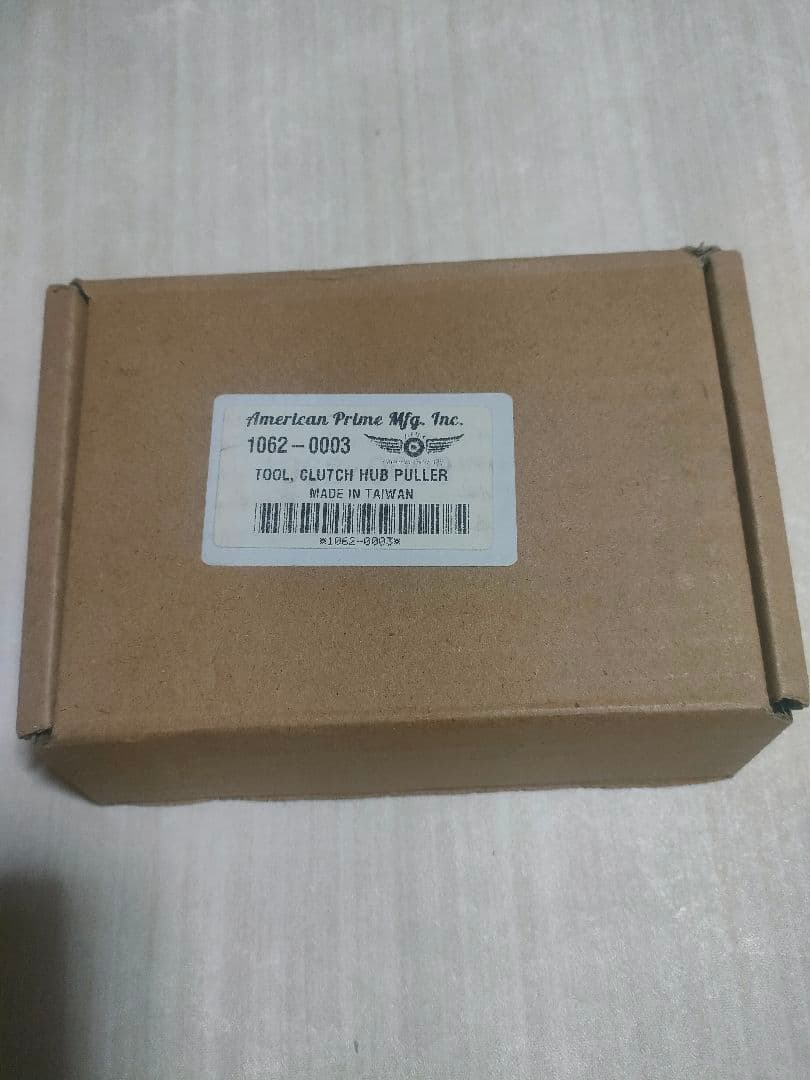 American Prime Mfg. Inc.
1062-0003
TOOL, CLUTCH HUB PULLER
MADE IN TAIWAN
*1062-0003*